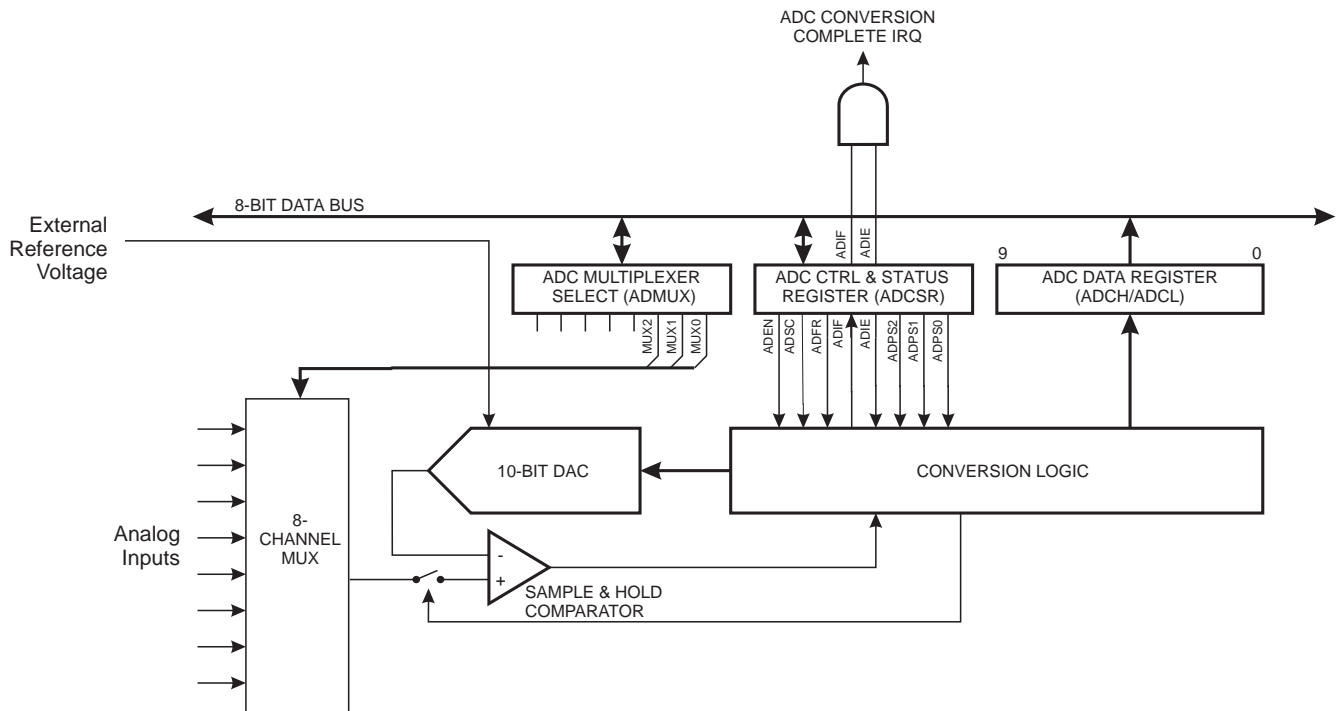 ADC CONVERSION
COMPLETE IRQ
8-BIT DATA BUS
External
Reference
Voltage
ADIF
ADIE
9
0
ADC MULTIPLEXER
SELECT (ADMUX)
ADC CTRL & STATUS
REGISTER (ADCSR)
ADC DATA REGISTER
(ADCH/ADCL)
MUX2
MUX1
MUX0
ADEN
ADSC
ADFR
ADIF
ADIE
ADPS2
ADPS1
ADPS0
10-BIT DAC
CONVERSION LOGIC
Analog
Inputs
8-
CHANNEL
MUX
-
+
SAMPLE & HOLD
COMPARATOR